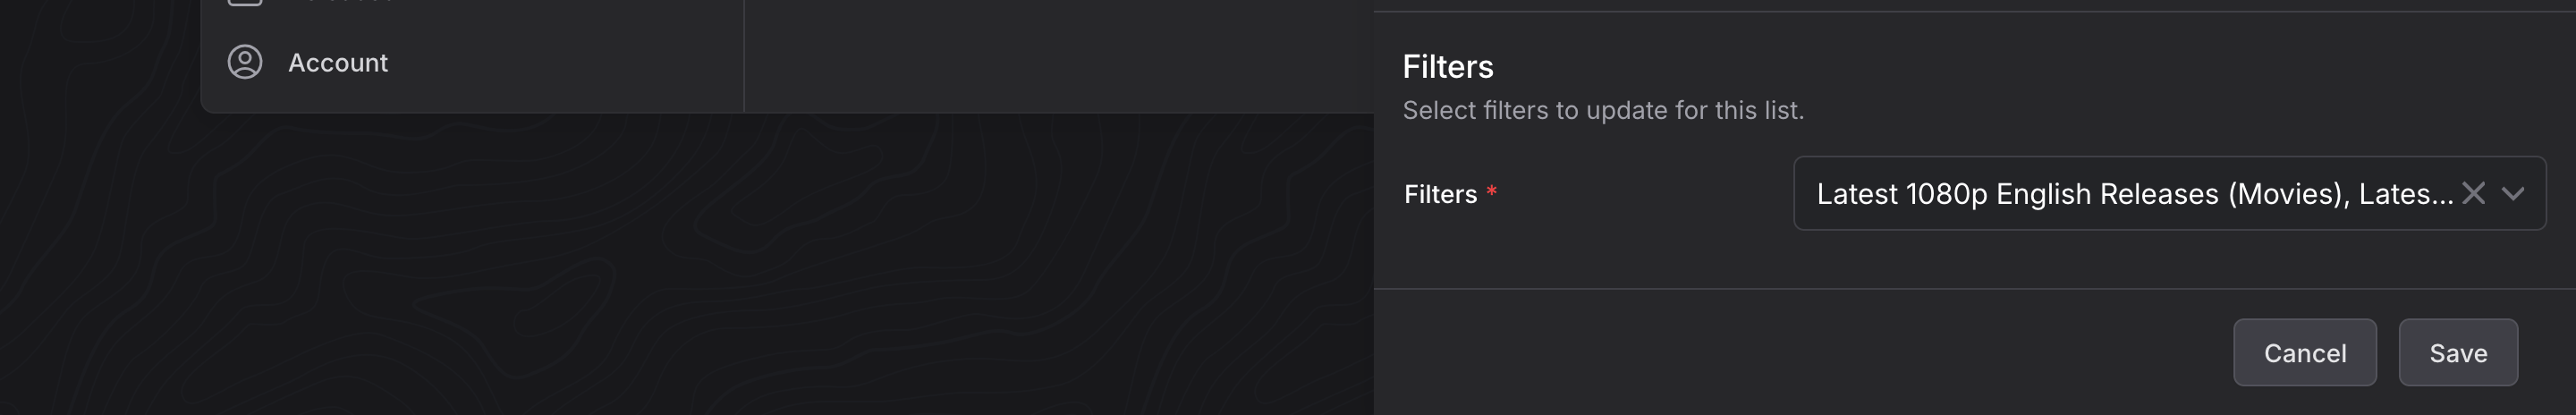 Account
Filters
Select filters to update for this list.
Filters *
Latest 1080p English Releases (Movies), Lates...
Cancel
Save